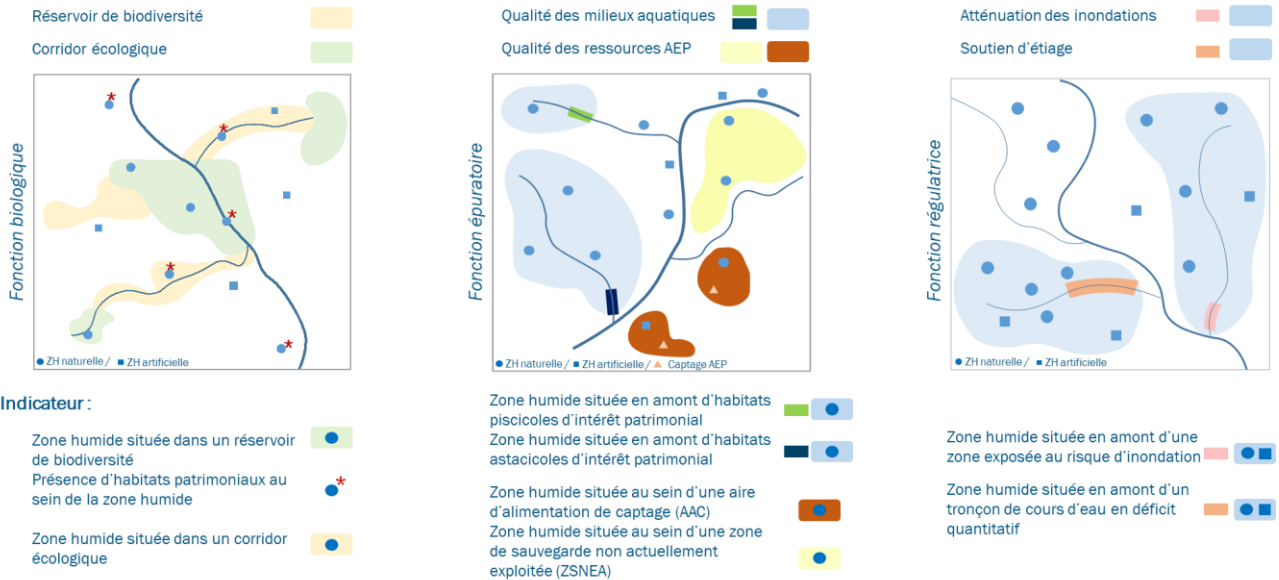 Réservoir de biodiversité
Corridor écologique
Fonction biologique
* * * * *
● ZH naturelle / ■ ZH artificielle
Qualité des milieux aquatiques
Qualité des ressources AEP
Fonction épuratoire
● ZH naturelle / ■ ZH artificielle / ▲ Captage AEP
Atténuation des inondations
Soutien d'étiage
Fonction régulatrice
● ZH naturelle / ■ ZH artificielle
Indicateur :
Zone humide située dans un réservoir
de biodiversité
Présence d'habitats patrimoniaux au
sein de la zone humide
*
Zone humide située dans un corridor
écologique
Zone humide située en amont d'habitats
piscicoles d'intérêt patrimonial
Zone humide située en amont d'habitats
astacicoles d'intérêt patrimonial
Zone humide située au sein d'une aire
d'alimentation de captage (AAC)
Zone humide située au sein d'une zone
de sauvegarde non actuellement
exploitée (ZSNEA)
Zone humide située en amont d'une
zone exposée au risque d'inondation
Zone humide située en amont d'un
tronçon de cours d'eau en déficit
quantitatif